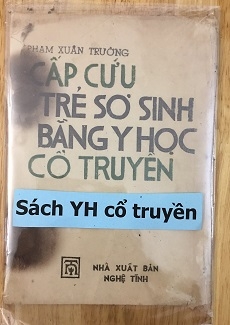 PHẠM XUÂN TRƯỜNG
CẤP CỨU
TRẺ SƠ SINH
BẰNG Y HỌC
CỔ TRUYỀN
Sách YH cổ truyền
NHÀ XUẤT BẢN
NGHỆ TĨNH